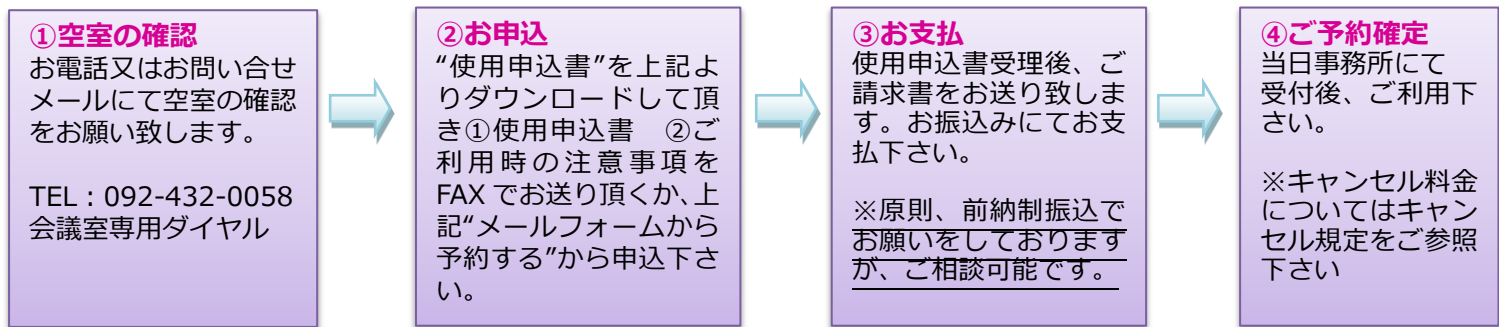 ①空室の確認
お電話又はお問い合せ
メールにて空室の確認
をお願い致します。
TEL：092-432-0058
会議室専用ダイヤル
②お申込
“使用申込書”を上記よ
りダウンロードして頂
き①使用申込書　②ご
利用時の注意事項を
FAX でお送り頂くか、上
記“メールフォームから
予約する”から申込下さ
い。
③お支払
使用申込書受理後、ご
請求書をお送り致しま
す。お振込みにてお支
払下さい。
※原則、前納制振込で
お願いをしております
が、ご相談可能です。
④ご予約確定
当日事務所にて
受付後、ご利用下
さい。
※キャンセル料金
についてはキャン
セル規定をご参照
下さい